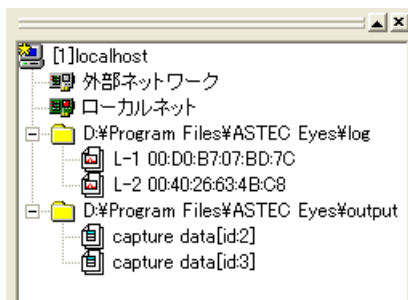 [1]localhost
外部ネットワーク
ローカルネット
D:¥Program Files¥ASTEC Eyes¥log
L-1 00:D0:B7:07:BD:7C
L-2 00:40:26:63:4B:C8
D:¥Program Files¥ASTEC Eyes¥output
capture data[id:2]
capture data[id:3]